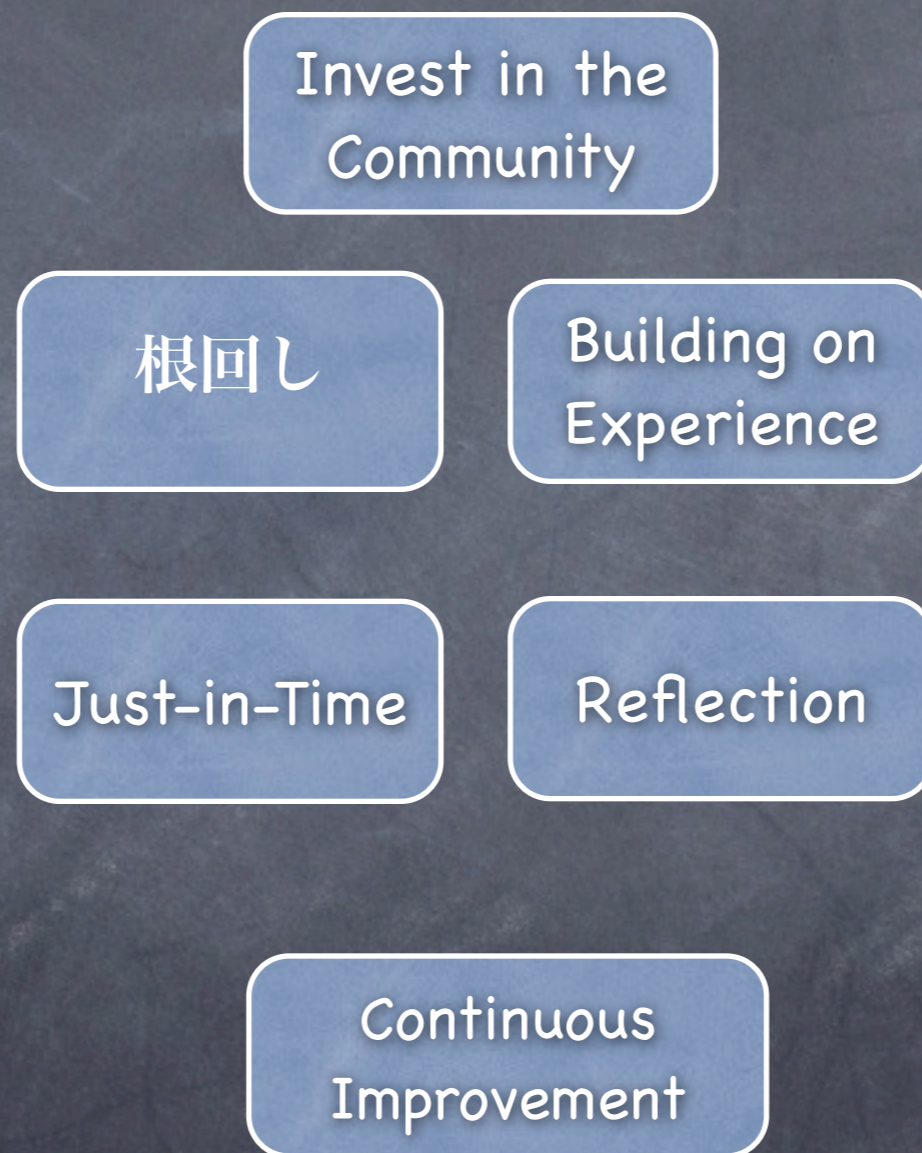 Invest in the
Community
根回し
Building on
Experience
Just-in-Time
Reflection
Continuous
Improvement